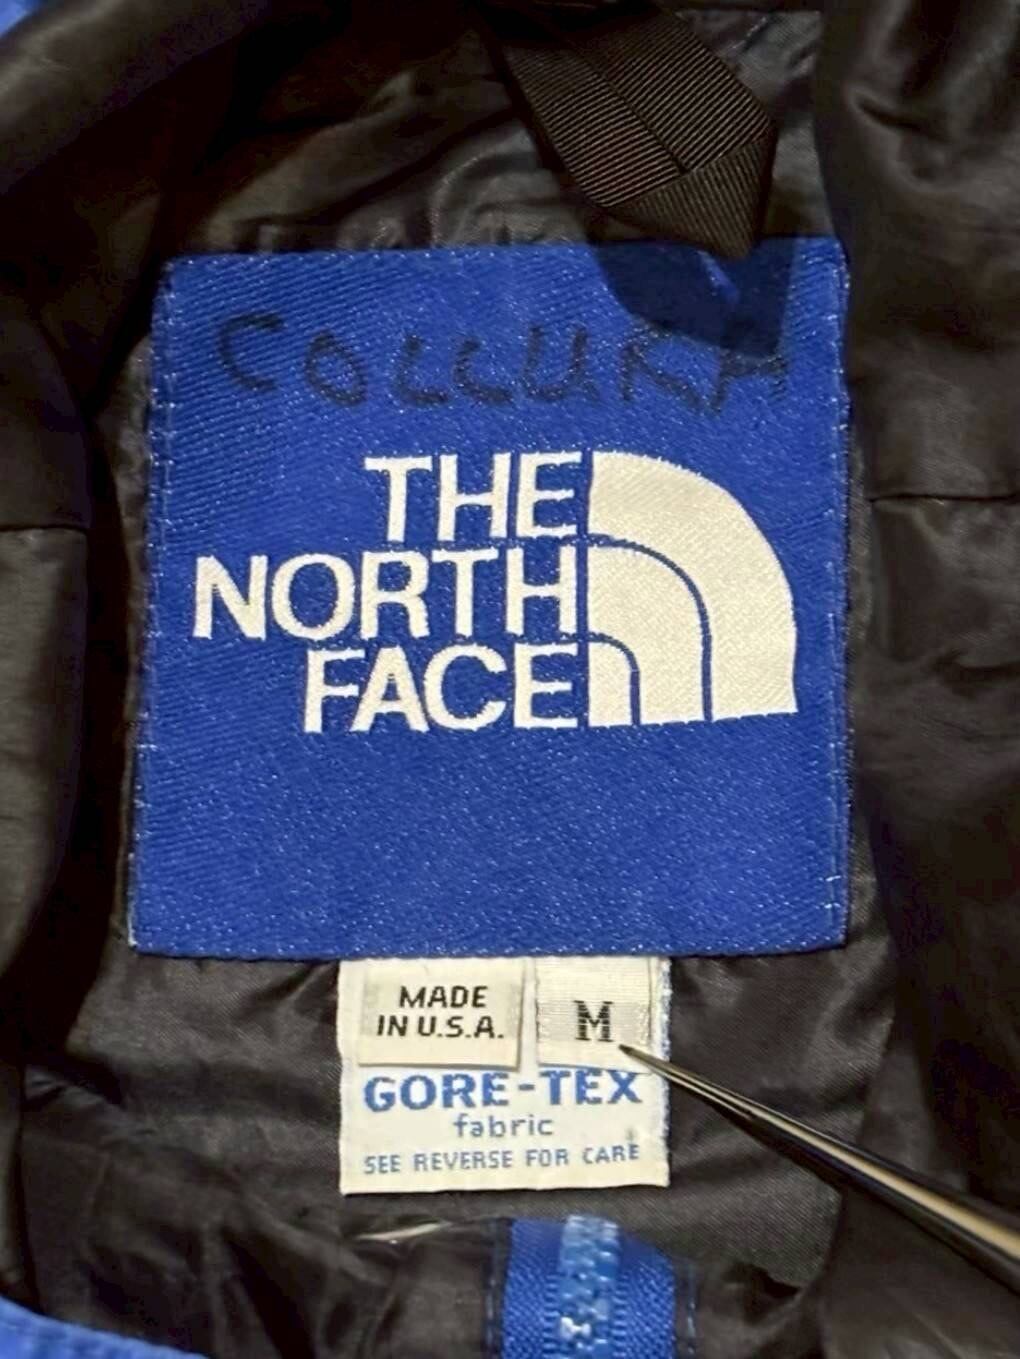 COLLURA
THE
NORTH
FACE
MADE
IN U.S.A.
M
GORE-TEX
fabric
SEE REVERSE FOR CARE